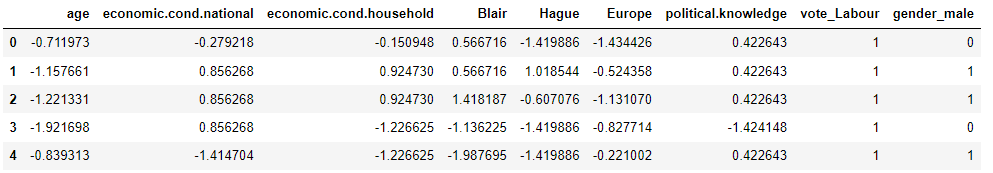 age economic.cond.national economic.cond.household Blair Hague Europe political.knowledge vote_Labour gender_male
0 -0.711973 -0.279218 -0.150948 0.566716 -1.419886 -1.434426 0.422643 1 0
1 -1.157661 0.856268 0.924730 0.566716 1.018544 -0.524358 0.422643 1 1
2 -1.221331 0.856268 0.924730 1.418187 -0.607076 -1.131070 0.422643 1 1
3 -1.921698 0.856268 -1.226625 -1.136225 -1.419886 -0.827714 -1.424148 1 0
4 -0.839313 -1.414704 -1.226625 -1.987695 -1.419886 -0.221002 0.422643 1 1